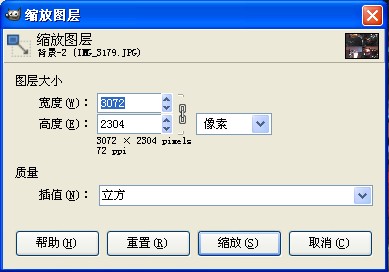 缩放图层
缩放图层
背景-2 (IMG_3179.JPG)
图层大小
宽度(W): 3072
高度(E): 2304 像素
3072 × 2304 pixels
72 ppi
质量
插值(N): 立方
帮助(H) 重置(R) 缩放(S) 取消(C)